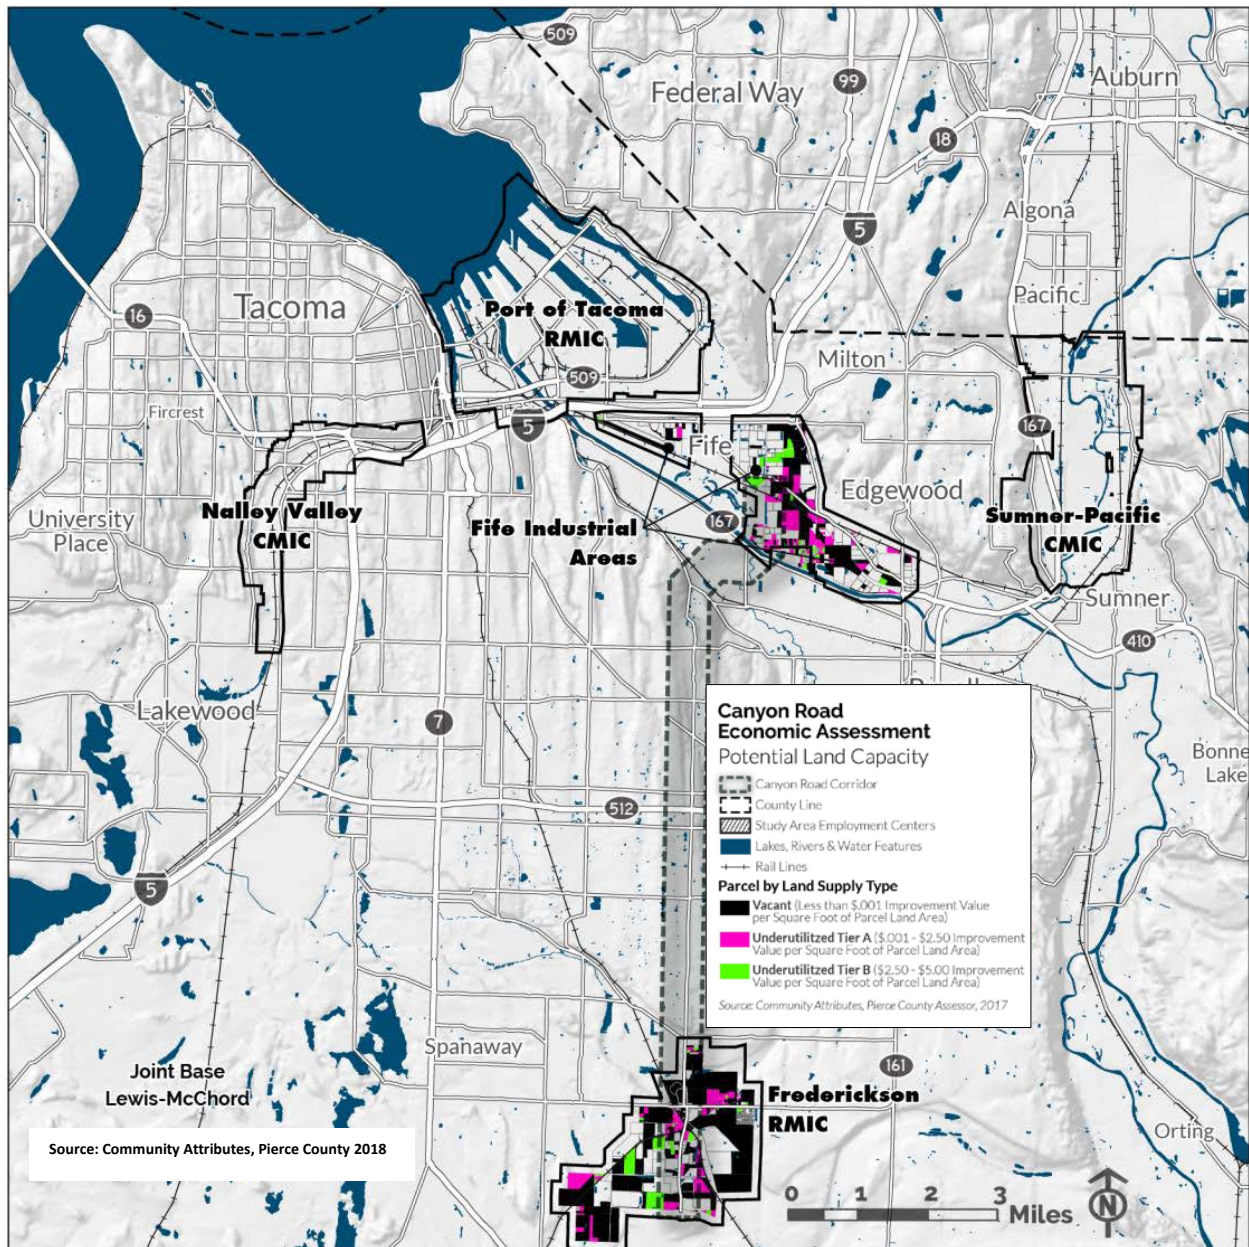 509
Federal Way
99
Auburn
18
Algona
5
Pacific
Tacoma
16
Port of Tacoma
RMIC
509
Milton
Fircrest
5
167
Fife
Edgewood
Nalley Valley
CMIC
University
Place
Fife Industrial
Areas
167
Sumner-Pacific
CMIC
Sumner
410
Lakewood
7
Bonne
Lake
512
5
Canyon Road
Economic Assessment
Potential Land Capacity
Canyon Road Corridor
County Line
Study Area Employment Centers
Lakes, Rivers & Water Features
Rail Lines
Parcel by Land Supply Type
Vacant (Less than $.001 Improvement Value
per Square Foot of Parcel Land Area)
Underutilitzed Tier A ($.001 - $2.50 Improvement
Value per Square Foot of Parcel Land Area)
Underutilitzed Tier B ($2.50 - $5.00 Improvement
Value per Square Foot of Parcel Land Area)
Source: Community Attributes, Pierce County Assessor, 2017
Spanaway
161
Joint Base
Lewis-McChord
Frederickson
RMIC
Orting
Source: Community Attributes, Pierce County 2018
0 1 2 3
Miles
N